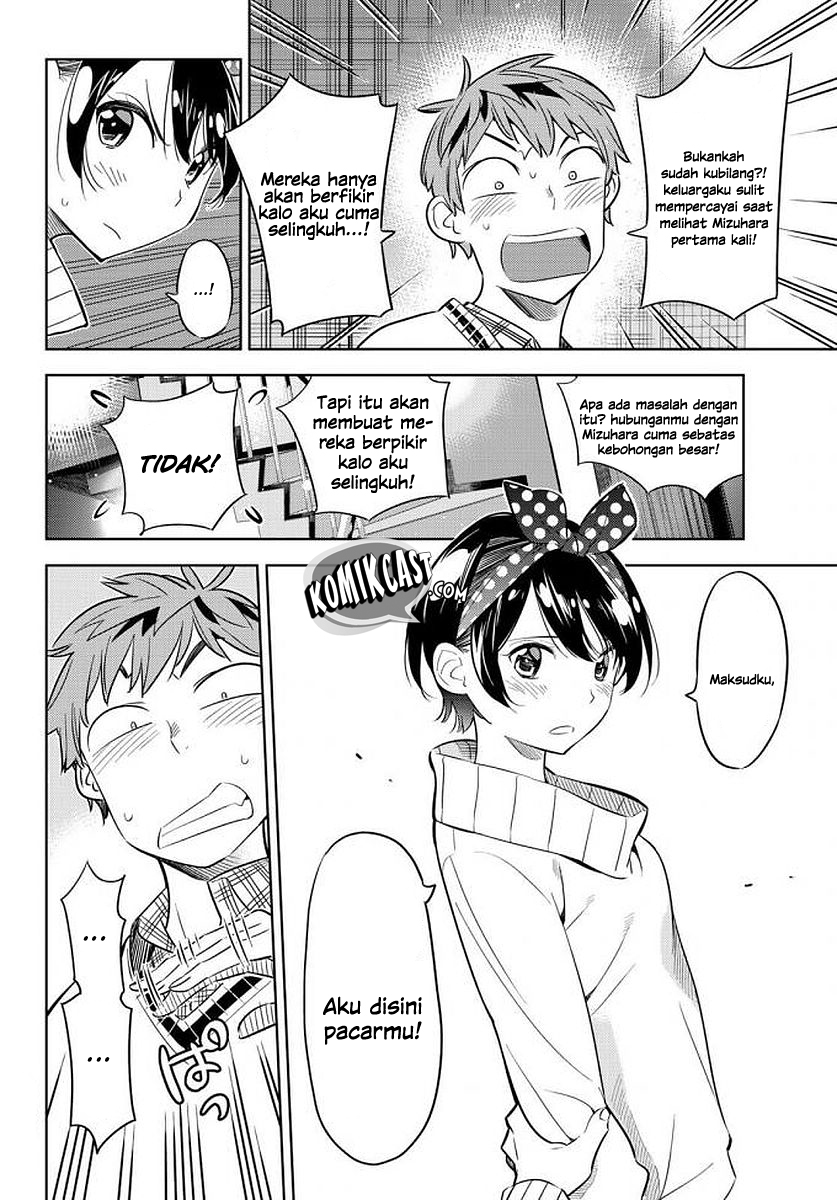 Bukankah
sudah kubilang?!
keluargaku sulit
mempercayai saat
melihat Mizuhara
pertama kali!
Mereka hanya
akan berfikir
kalo aku cuma
selingkuh...!
...!
Apa ada masalah dengan
itu? hubunganmu dengan
Mizuhara cuma sebatas
kebohongan besar!
Tapi itu akan
membuat me-
reka berpikir
kalo aku
selingkuh!
TIDAK!
KOMIKCAST
.COM
Maksudku,
Aku disini
pacarmu!
...
...
ぱっ